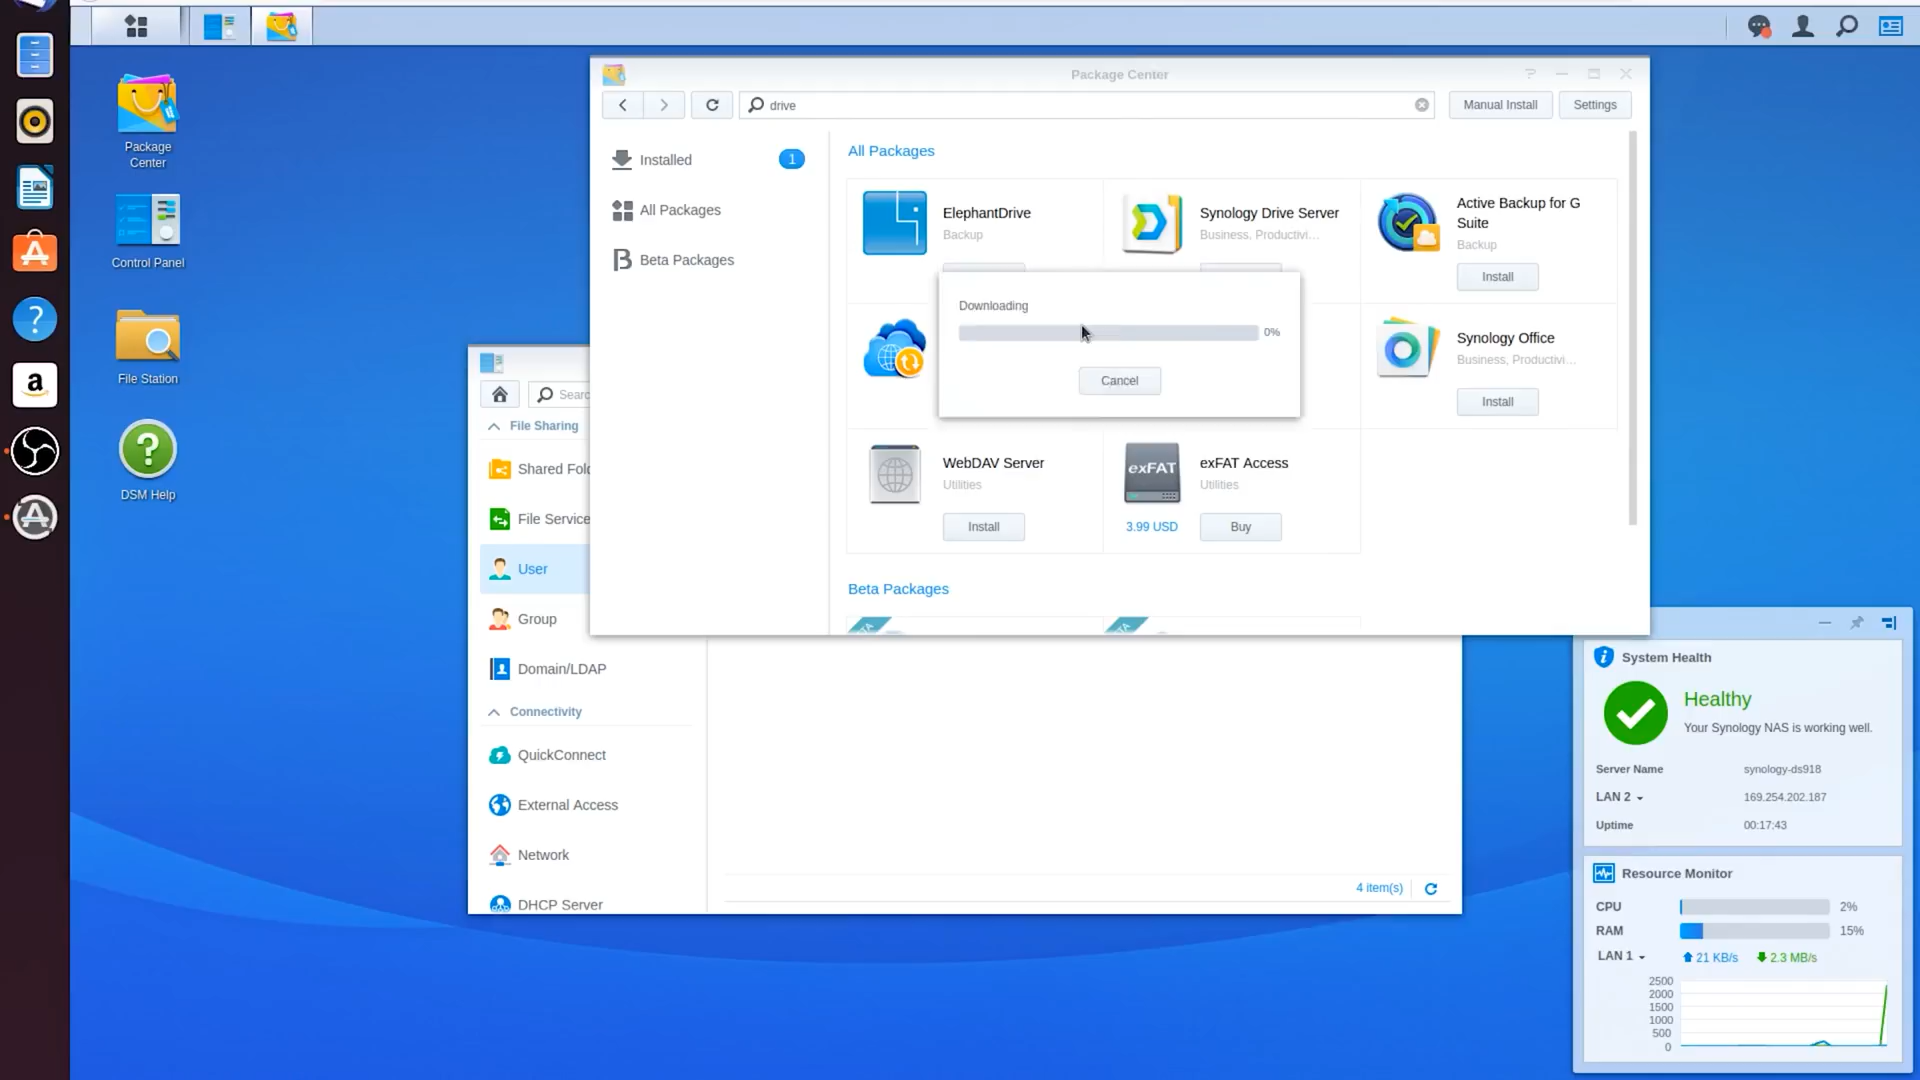 Package
Center
Control Panel
File Station
DSM Help
Package Center
drive
Manual Install
Settings
Installed
1
All Packages
Beta Packages
All Packages
ElephantDrive
Backup
Synology Drive Server
Business, Productivi...
Active Backup for G
Suite
Backup
Install
Downloading
0%
Cancel
Synology Office
Business, Productivi...
Install
WebDAV Server
Utilities
Install
exFAT
exFAT Access
Utilities
3.99 USD
Buy
Beta Packages
Searc
File Sharing
Shared Fold
File Service
User
Group
Domain/LDAP
Connectivity
QuickConnect
External Access
Network
DHCP Server
4 item(s)
System Health
Healthy
Your Synology NAS is working well.
Server Name
synology-ds918
LAN 2
169.254.202.187
Uptime
00:17:43
Resource Monitor
CPU
2%
RAM
15%
LAN 1
21 KB/s
2.3 MB/s
2500
2000
1500
1000
500
0